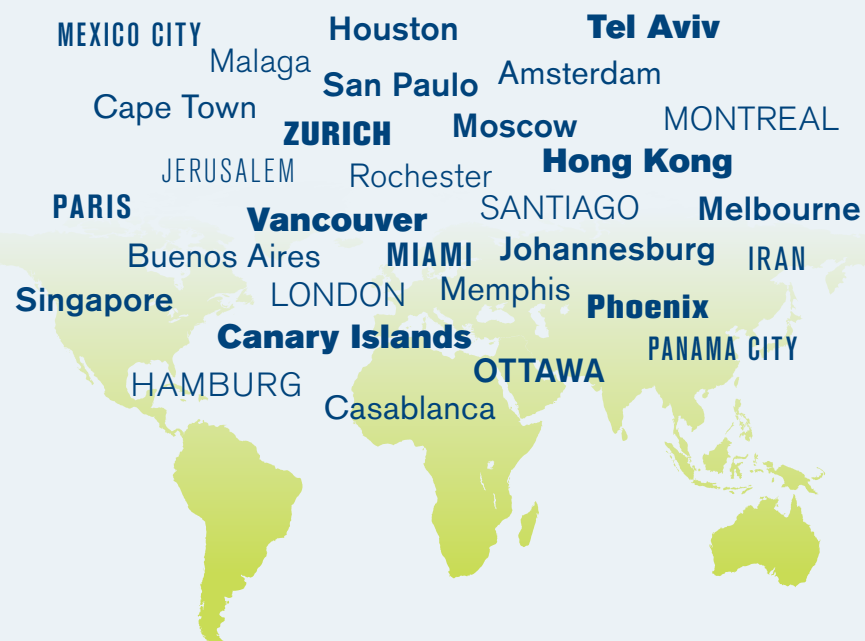 MEXICO CITY
Houston
Tel Aviv
Malaga
San Paulo
Amsterdam
Cape Town
ZURICH
Moscow
MONTREAL
JERUSALEM
Rochester
Hong Kong
PARIS
Vancouver
SANTIAGO
Melbourne
Buenos Aires
MIAMI
Johannesburg
IRAN
Singapore
LONDON
Memphis
Phoenix
Canary Islands
PANAMA CITY
HAMBURG
OTTAWA
Casablanca